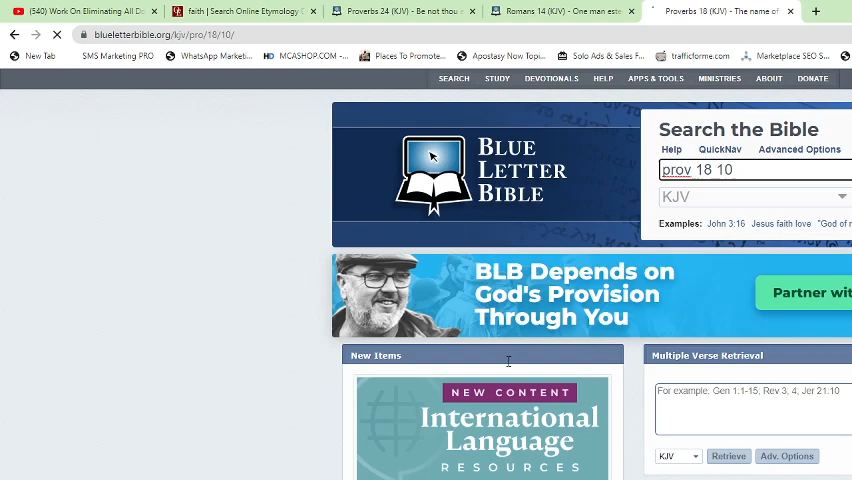 (540) Work On Eliminating All Do
faith | Search Online Etymology
Proverbs 24 (KJV) - Be not thou e
Romans 14 (KJV) - One man este
Proverbs 18 (KJV) - The name of
blueletterbible.org/kjv/pro/18/10/
New Tab
SMS Marketing PRO
WhatsApp Marketi...
MCASHOP.COM -...
Places To Promote...
Apostasy Now Topic...
Solo Ads & Sales F...
trafficforme.com
Marketplace SEO S...
SEARCH STUDY DEVOTIONALS HELP APPS & TOOLS MINISTRIES ABOUT DONATE
BLUE
LETTER
BIBLE
Search the Bible
Help QuickNav Advanced Options
prov 18 10
KJV
Examples: John 3:16 Jesus faith love "God of
BLB Depends on
God's Provision
Through You
Partner wit
New Items
NEW CONTENT
International
Language
RESOURCES
Multiple Verse Retrieval
For example: Gen 1:1-15; Rev 3; 4; Jer 21:10
KJV Retrieve Adv. Options